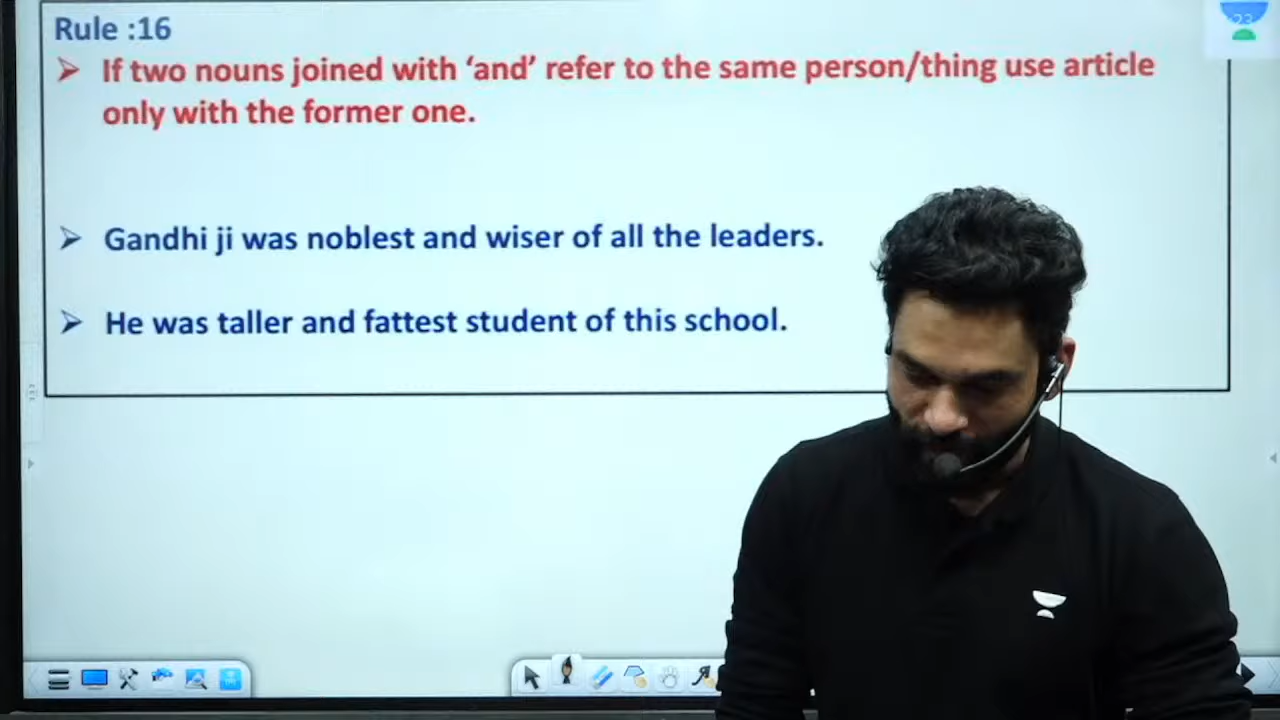 Rule :16
➢ If two nouns joined with ‘and’ refer to the same person/thing use article
only with the former one.
➢ Gandhi ji was noblest and wiser of all the leaders.
➢ He was taller and fattest student of this school.
23